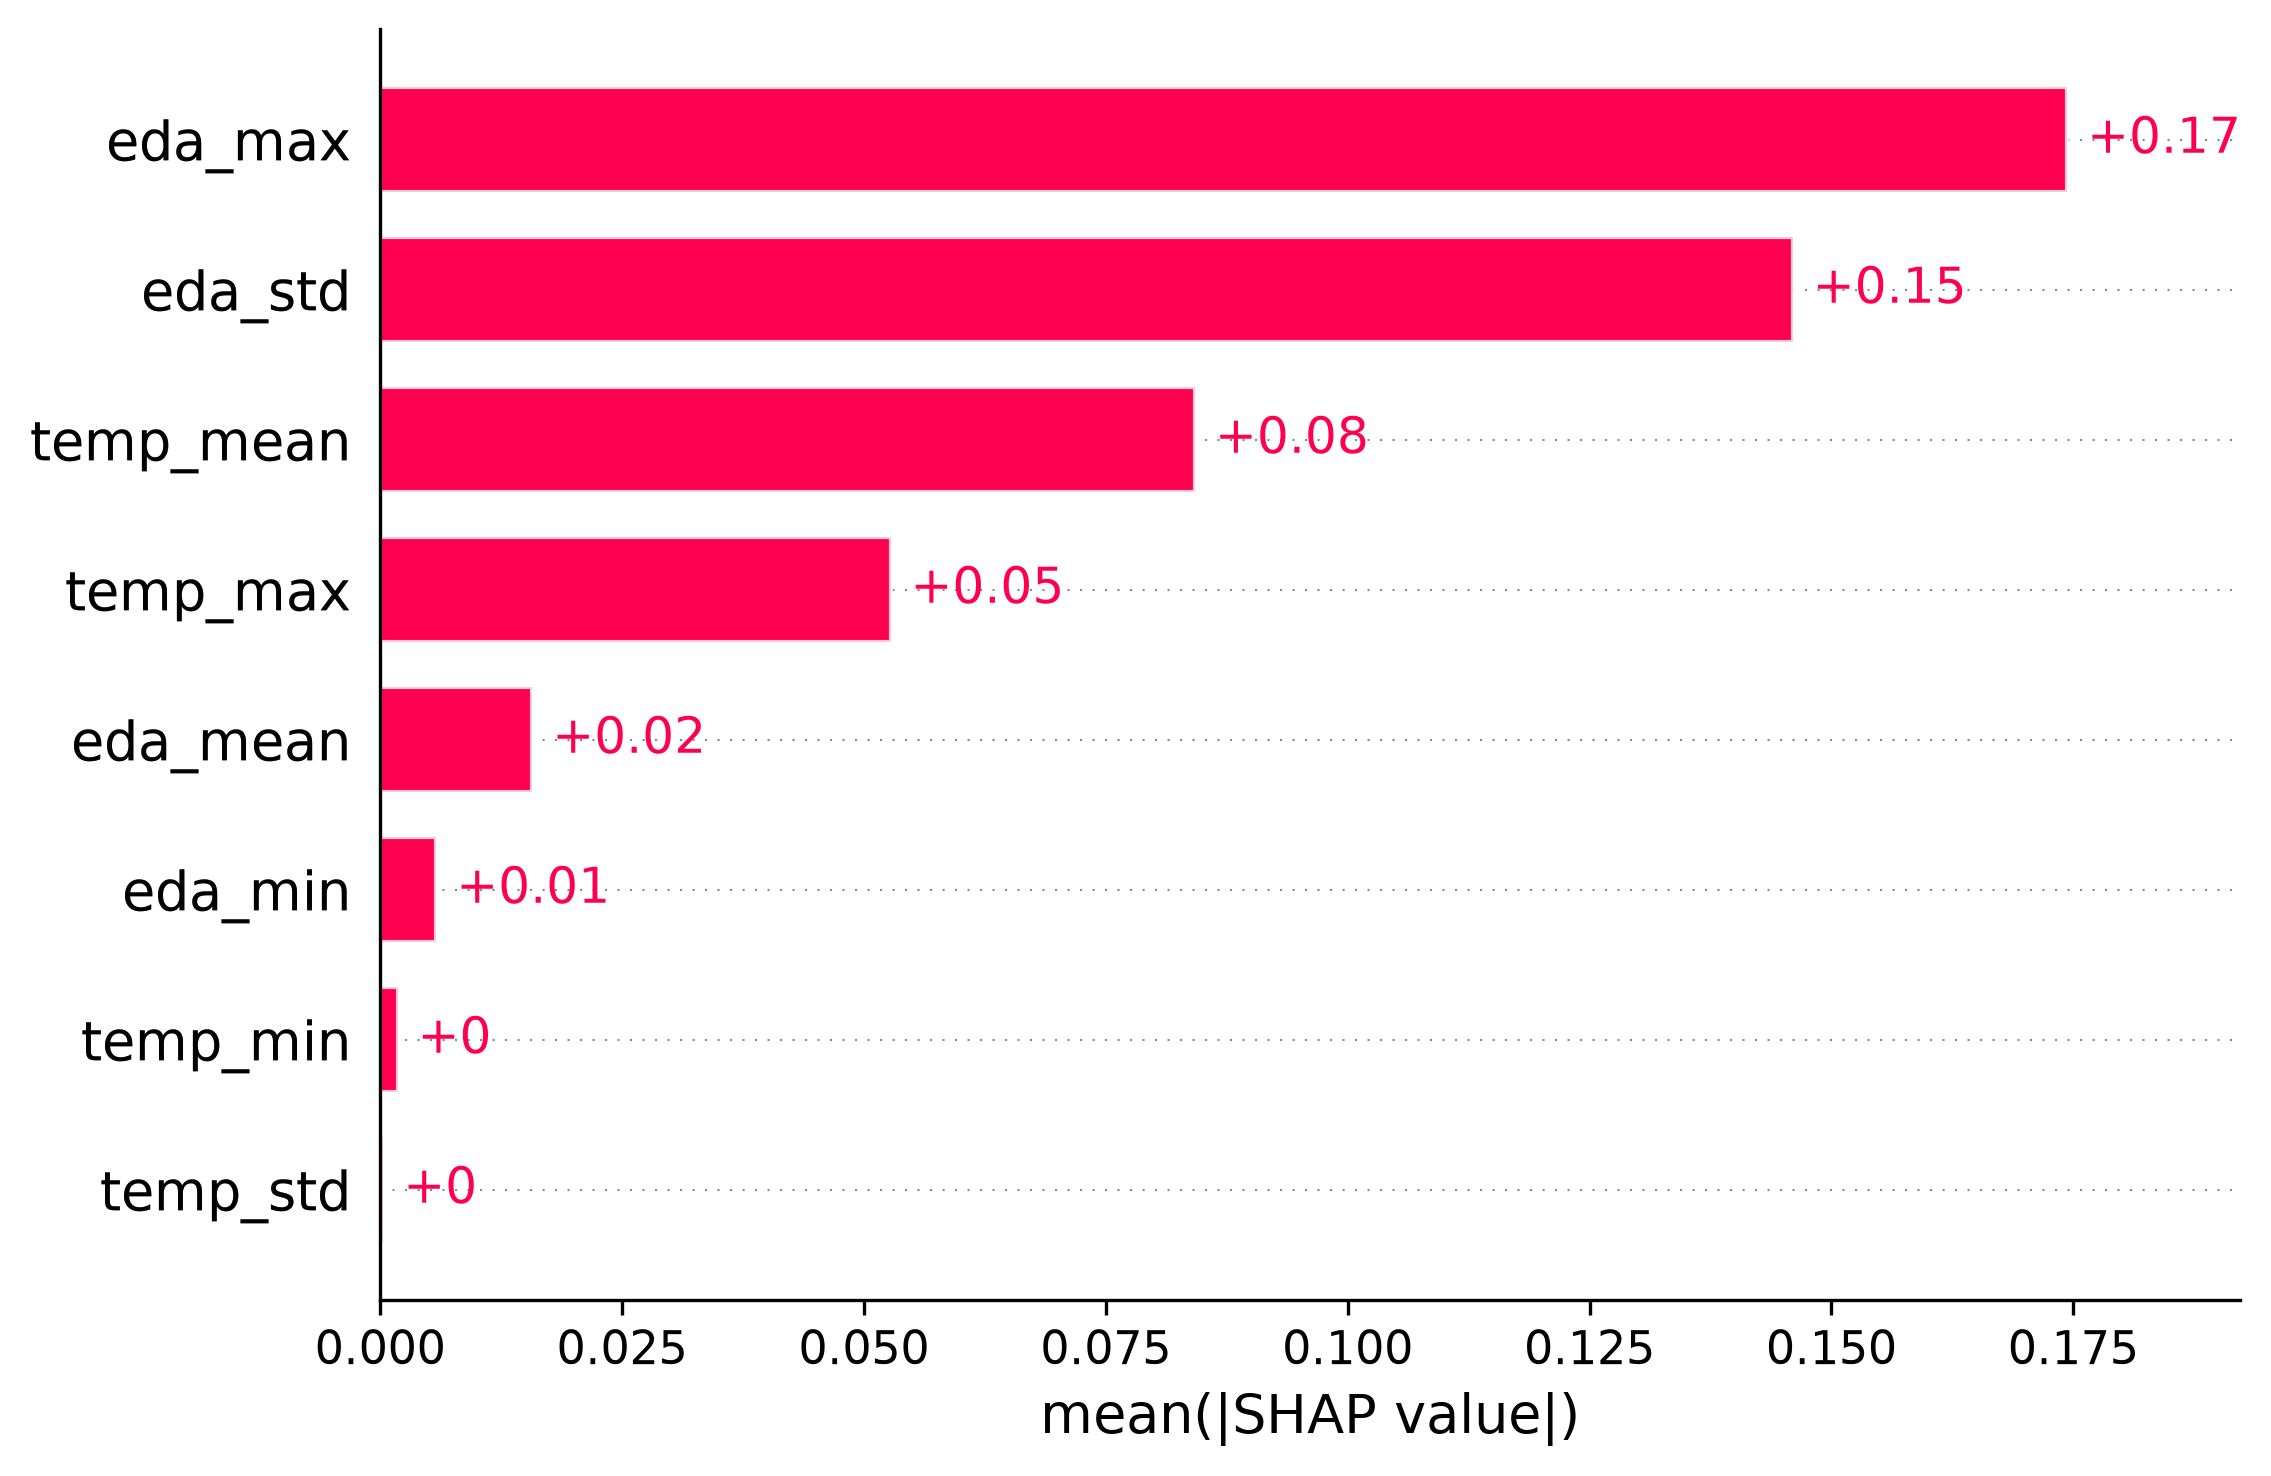 eda_max +0.17
eda_std +0.15
temp_mean +0.08
temp_max +0.05
eda_mean +0.02
eda_min +0.01
temp_min +0
temp_std +0
0.000 0.025 0.050 0.075 0.100 0.125 0.150 0.175
mean(|SHAP value|)